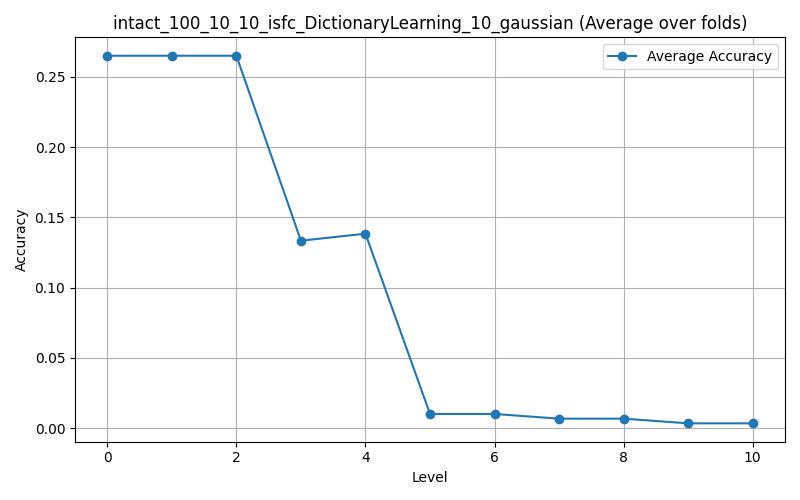 intact_100_10_10_isfc_DictionaryLearning_10_gaussian (Average over folds)
Average Accuracy
0.25
0.20
0.15
0.10
0.05
0.00
Accuracy
0 2 4 6 8 10
Level